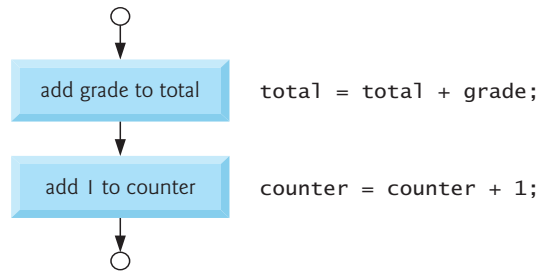 add grade to total total = total + grade;
add 1 to counter counter = counter + 1;